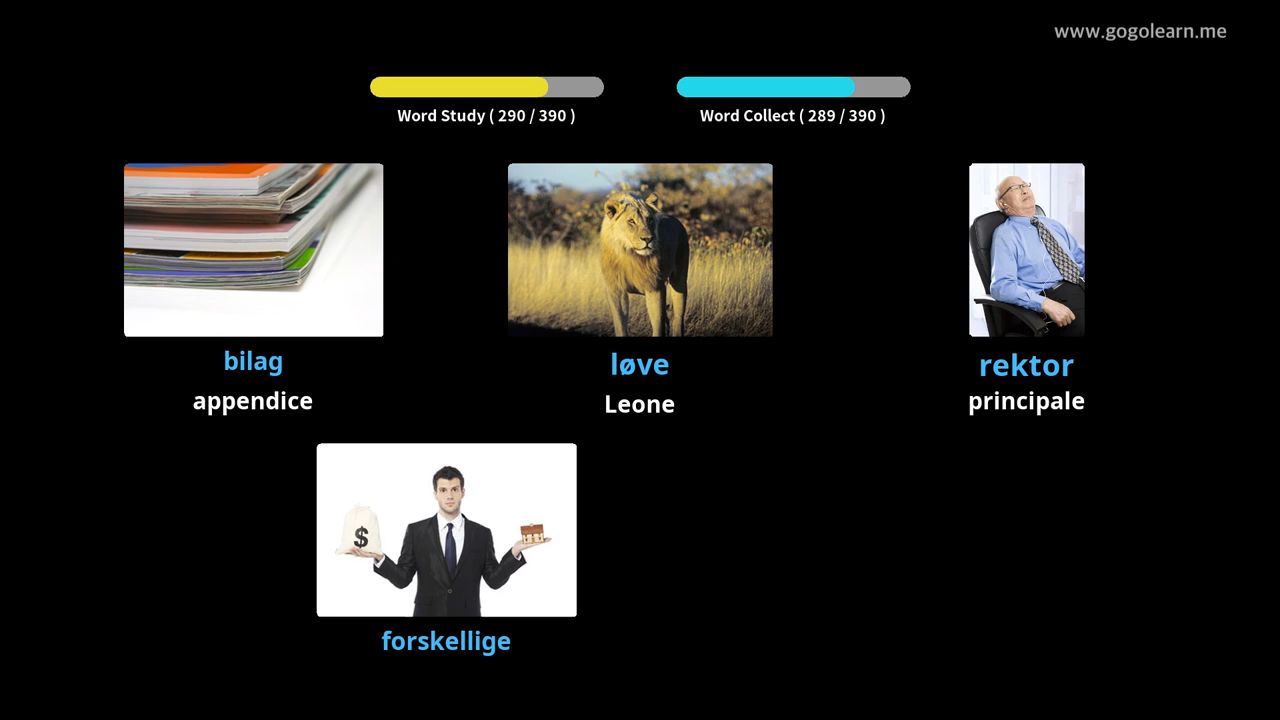 www.gogolearn.me
Word Study ( 290 / 390 )
Word Collect ( 289 / 390 )
bilag
appendice
løve
Leone
rektor
principale
$
forskellige